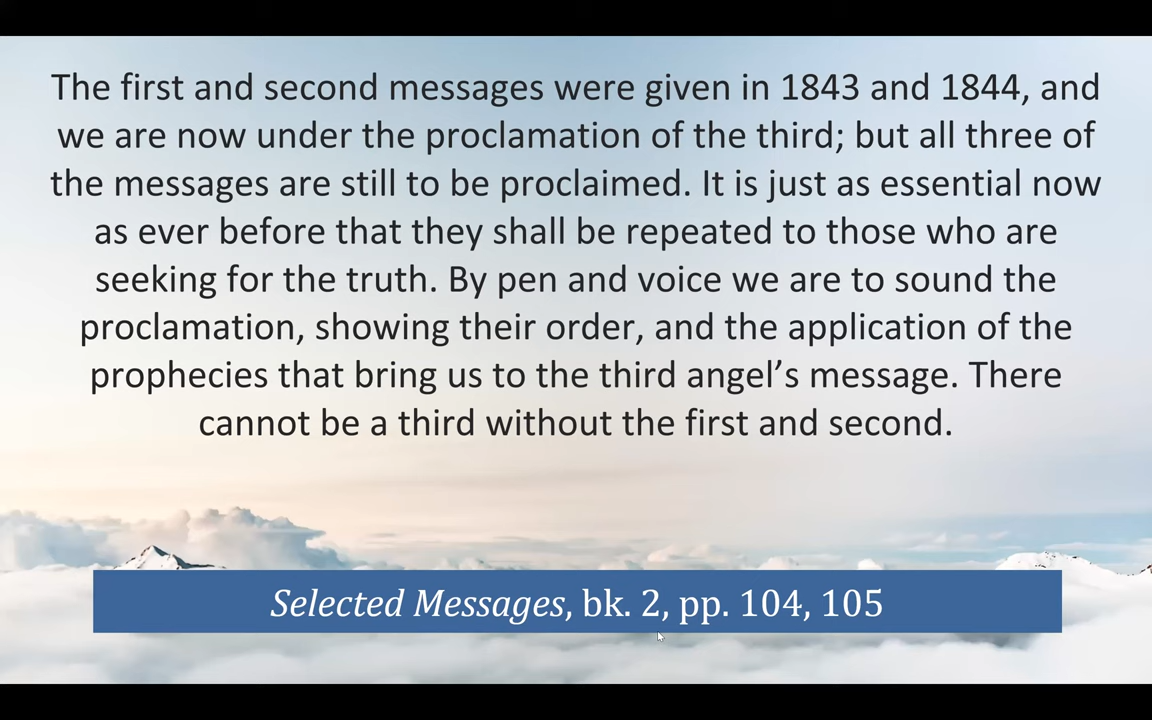 The first and second messages were given in 1843 and 1844, and
we are now under the proclamation of the third; but all three of
the messages are still to be proclaimed. It is just as essential now
as ever before that they shall be repeated to those who are
seeking for the truth. By pen and voice we are to sound the
proclamation, showing their order, and the application of the
prophecies that bring us to the third angel’s message. There
cannot be a third without the first and second.
Selected Messages, bk. 2, pp. 104, 105